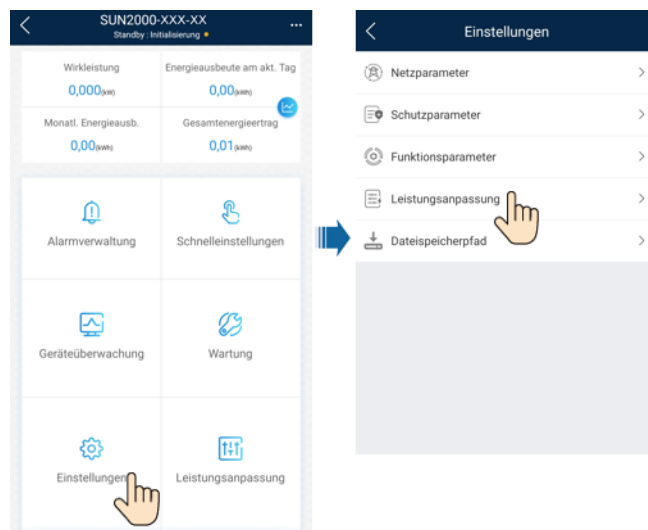 SUN2000-XXX-XX
Standby : Initialisierung
Wirkleistung
Energieausbeute am akt. Tag
0,000(kW)
0,00(kWh)
Monatl. Energieausb.
Gesamtenergieertrag
0,00(kWh)
0,01(kWh)
Alarmverwaltung
Schnelleinstellungen
Geräteüberwachung
Wartung
Einstellungen
Leistungsanpassung
Einstellungen
Netzparameter
Schutzparameter
Funktionsparameter
Leistungsanpassung
Dateispeicherpfad